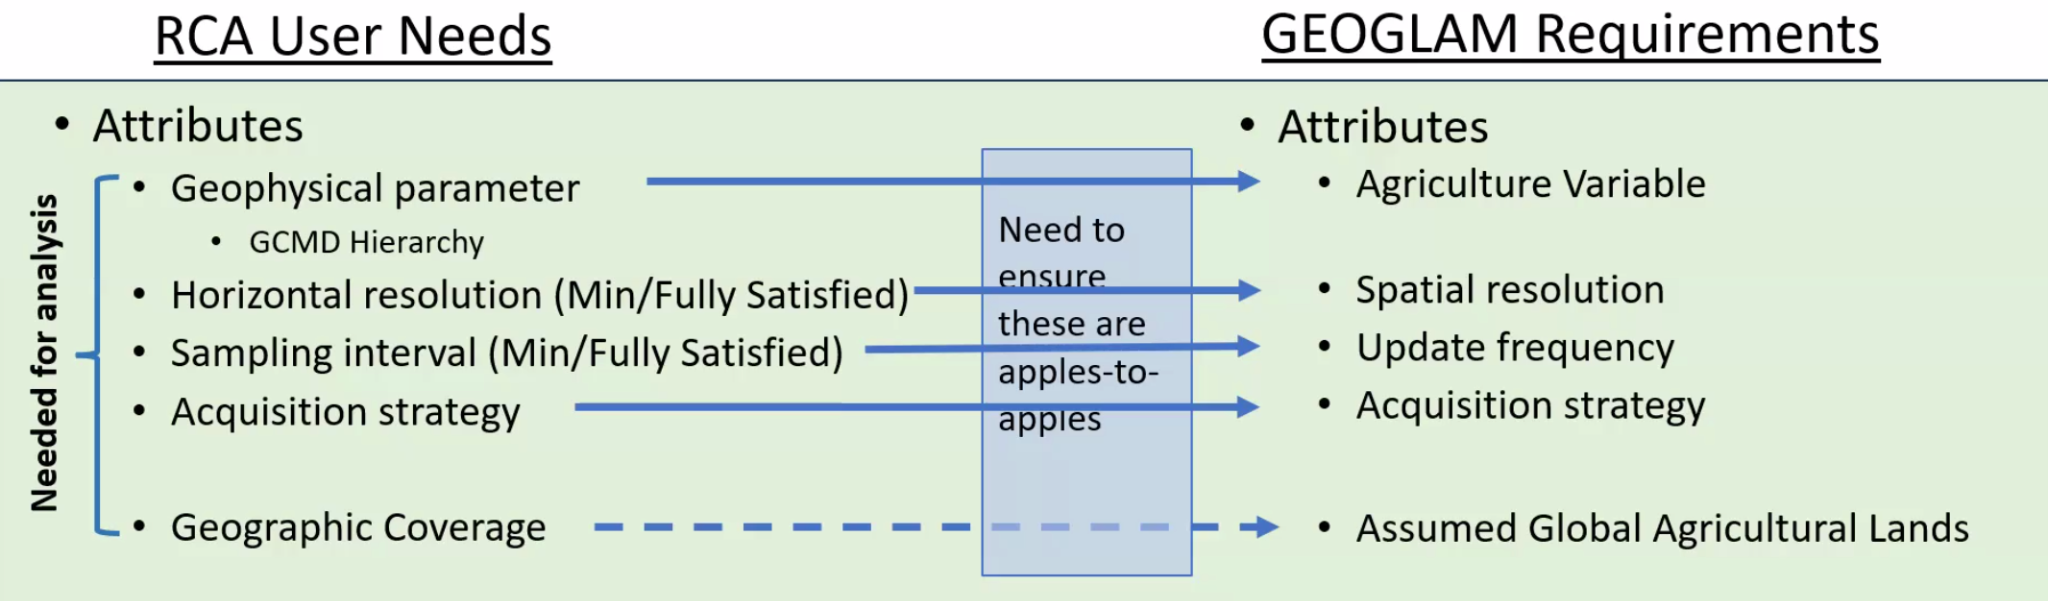 RCA User Needs
GEOGLAM Requirements
Needed for analysis
• Attributes
• Geophysical parameter
• GCMD Hierarchy
• Horizontal resolution (Min/Fully Satisfied)
• Sampling interval (Min/Fully Satisfied)
• Acquisition strategy
• Geographic Coverage
Need to
ensure
these are
apples-to-
apples
• Attributes
• Agriculture Variable
• Spatial resolution
• Update frequency
• Acquisition strategy
• Assumed Global Agricultural Lands